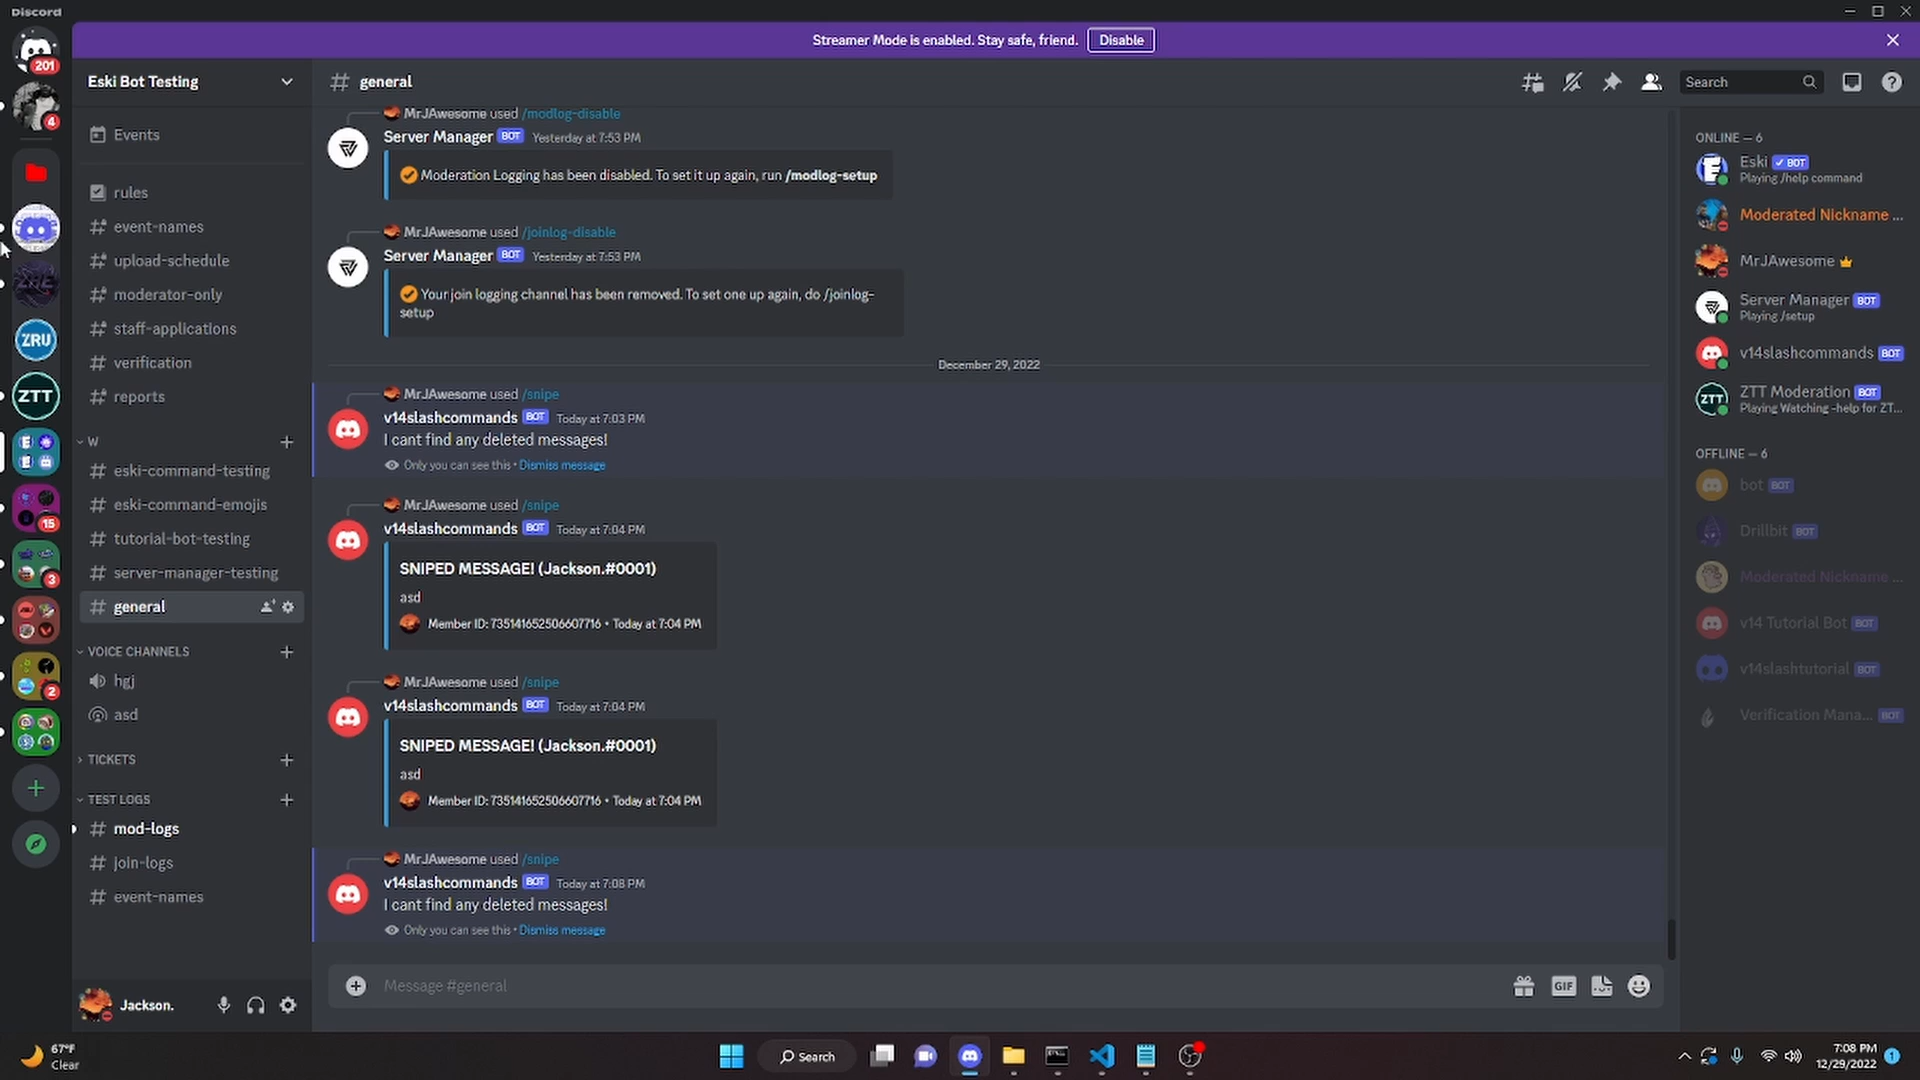 Discord
Streamer Mode is enabled. Stay safe, friend.
Disable
201
4
ZRU
ZTT
15
3
2
Eski Bot Testing
Events
rules
event-names
upload-schedule
moderator-only
staff-applications
verification
reports
W
eski-command-testing
eski-command-emojis
tutorial-bot-testing
server-manager-testing
general
VOICE CHANNELS
hgj
asd
TICKETS
TEST LOGS
mod-logs
join-logs
event-names
Jackson.
general
Search
MrJAwesome used /modlog-disable
Server Manager BOT Yesterday at 7:53 PM
Moderation Logging has been disabled. To set it up again, run /modlog-setup
MrJAwesome used /joinlog-disable
Server Manager BOT Yesterday at 7:53 PM
Your join logging channel has been removed. To set one up again, do /joinlog-
setup
December 29, 2022
MrJAwesome used /snipe
v14slashcommands BOT Today at 7:03 PM
I cant find any deleted messages!
Only you can see this • Dismiss message
MrJAwesome used /snipe
v14slashcommands BOT Today at 7:04 PM
SNIPED MESSAGE! (Jackson.#0001)
asd
Member ID: 735141652506607716 • Today at 7:04 PM
MrJAwesome used /snipe
v14slashcommands BOT Today at 7:04 PM
SNIPED MESSAGE! (Jackson.#0001)
asd
Member ID: 735141652506607716 • Today at 7:04 PM
MrJAwesome used /snipe
v14slashcommands BOT Today at 7:08 PM
I cant find any deleted messages!
Only you can see this • Dismiss message
Message #general
GIF
ONLINE — 6
Eski ✓ BOT
Playing /help command
Moderated Nickname ...
MrJAwesome
Server Manager BOT
Playing /setup
v14slashcommands BOT
ZTT
ZTT Moderation BOT
Playing Watching -help for ZT...
OFFLINE — 6
bot BOT
Drillbit BOT
Moderated Nickname ...
v14 Tutorial Bot BOT
v14slashtutorial BOT
Verification Mana... BOT
67°F
Clear
Search
7:08 PM
12/29/2022
1